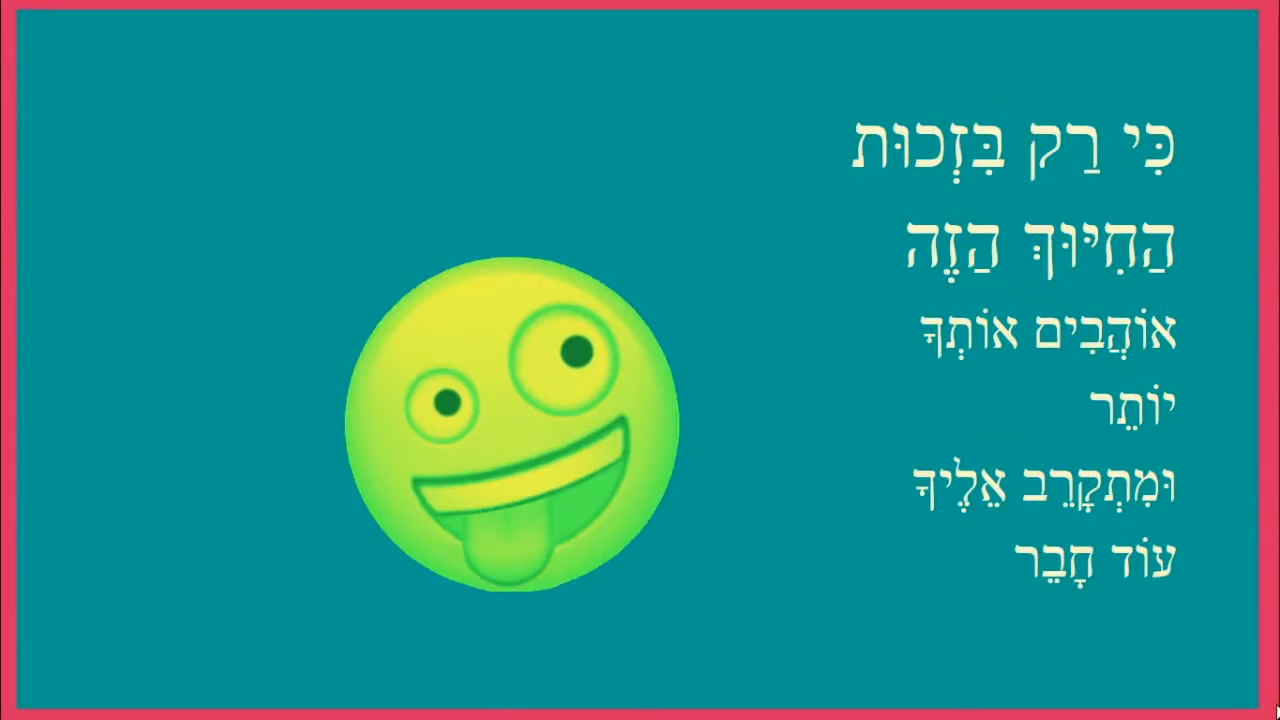 כִּי רַק בִּזְכוּת
הַחִיּוּךְ הַזֶה
אוֹהֲבִים אוֹתְךָ
יוֹתֵר
וּמִתְקָרֵב אֵלֶיךָ
עוֹד חָבֵר